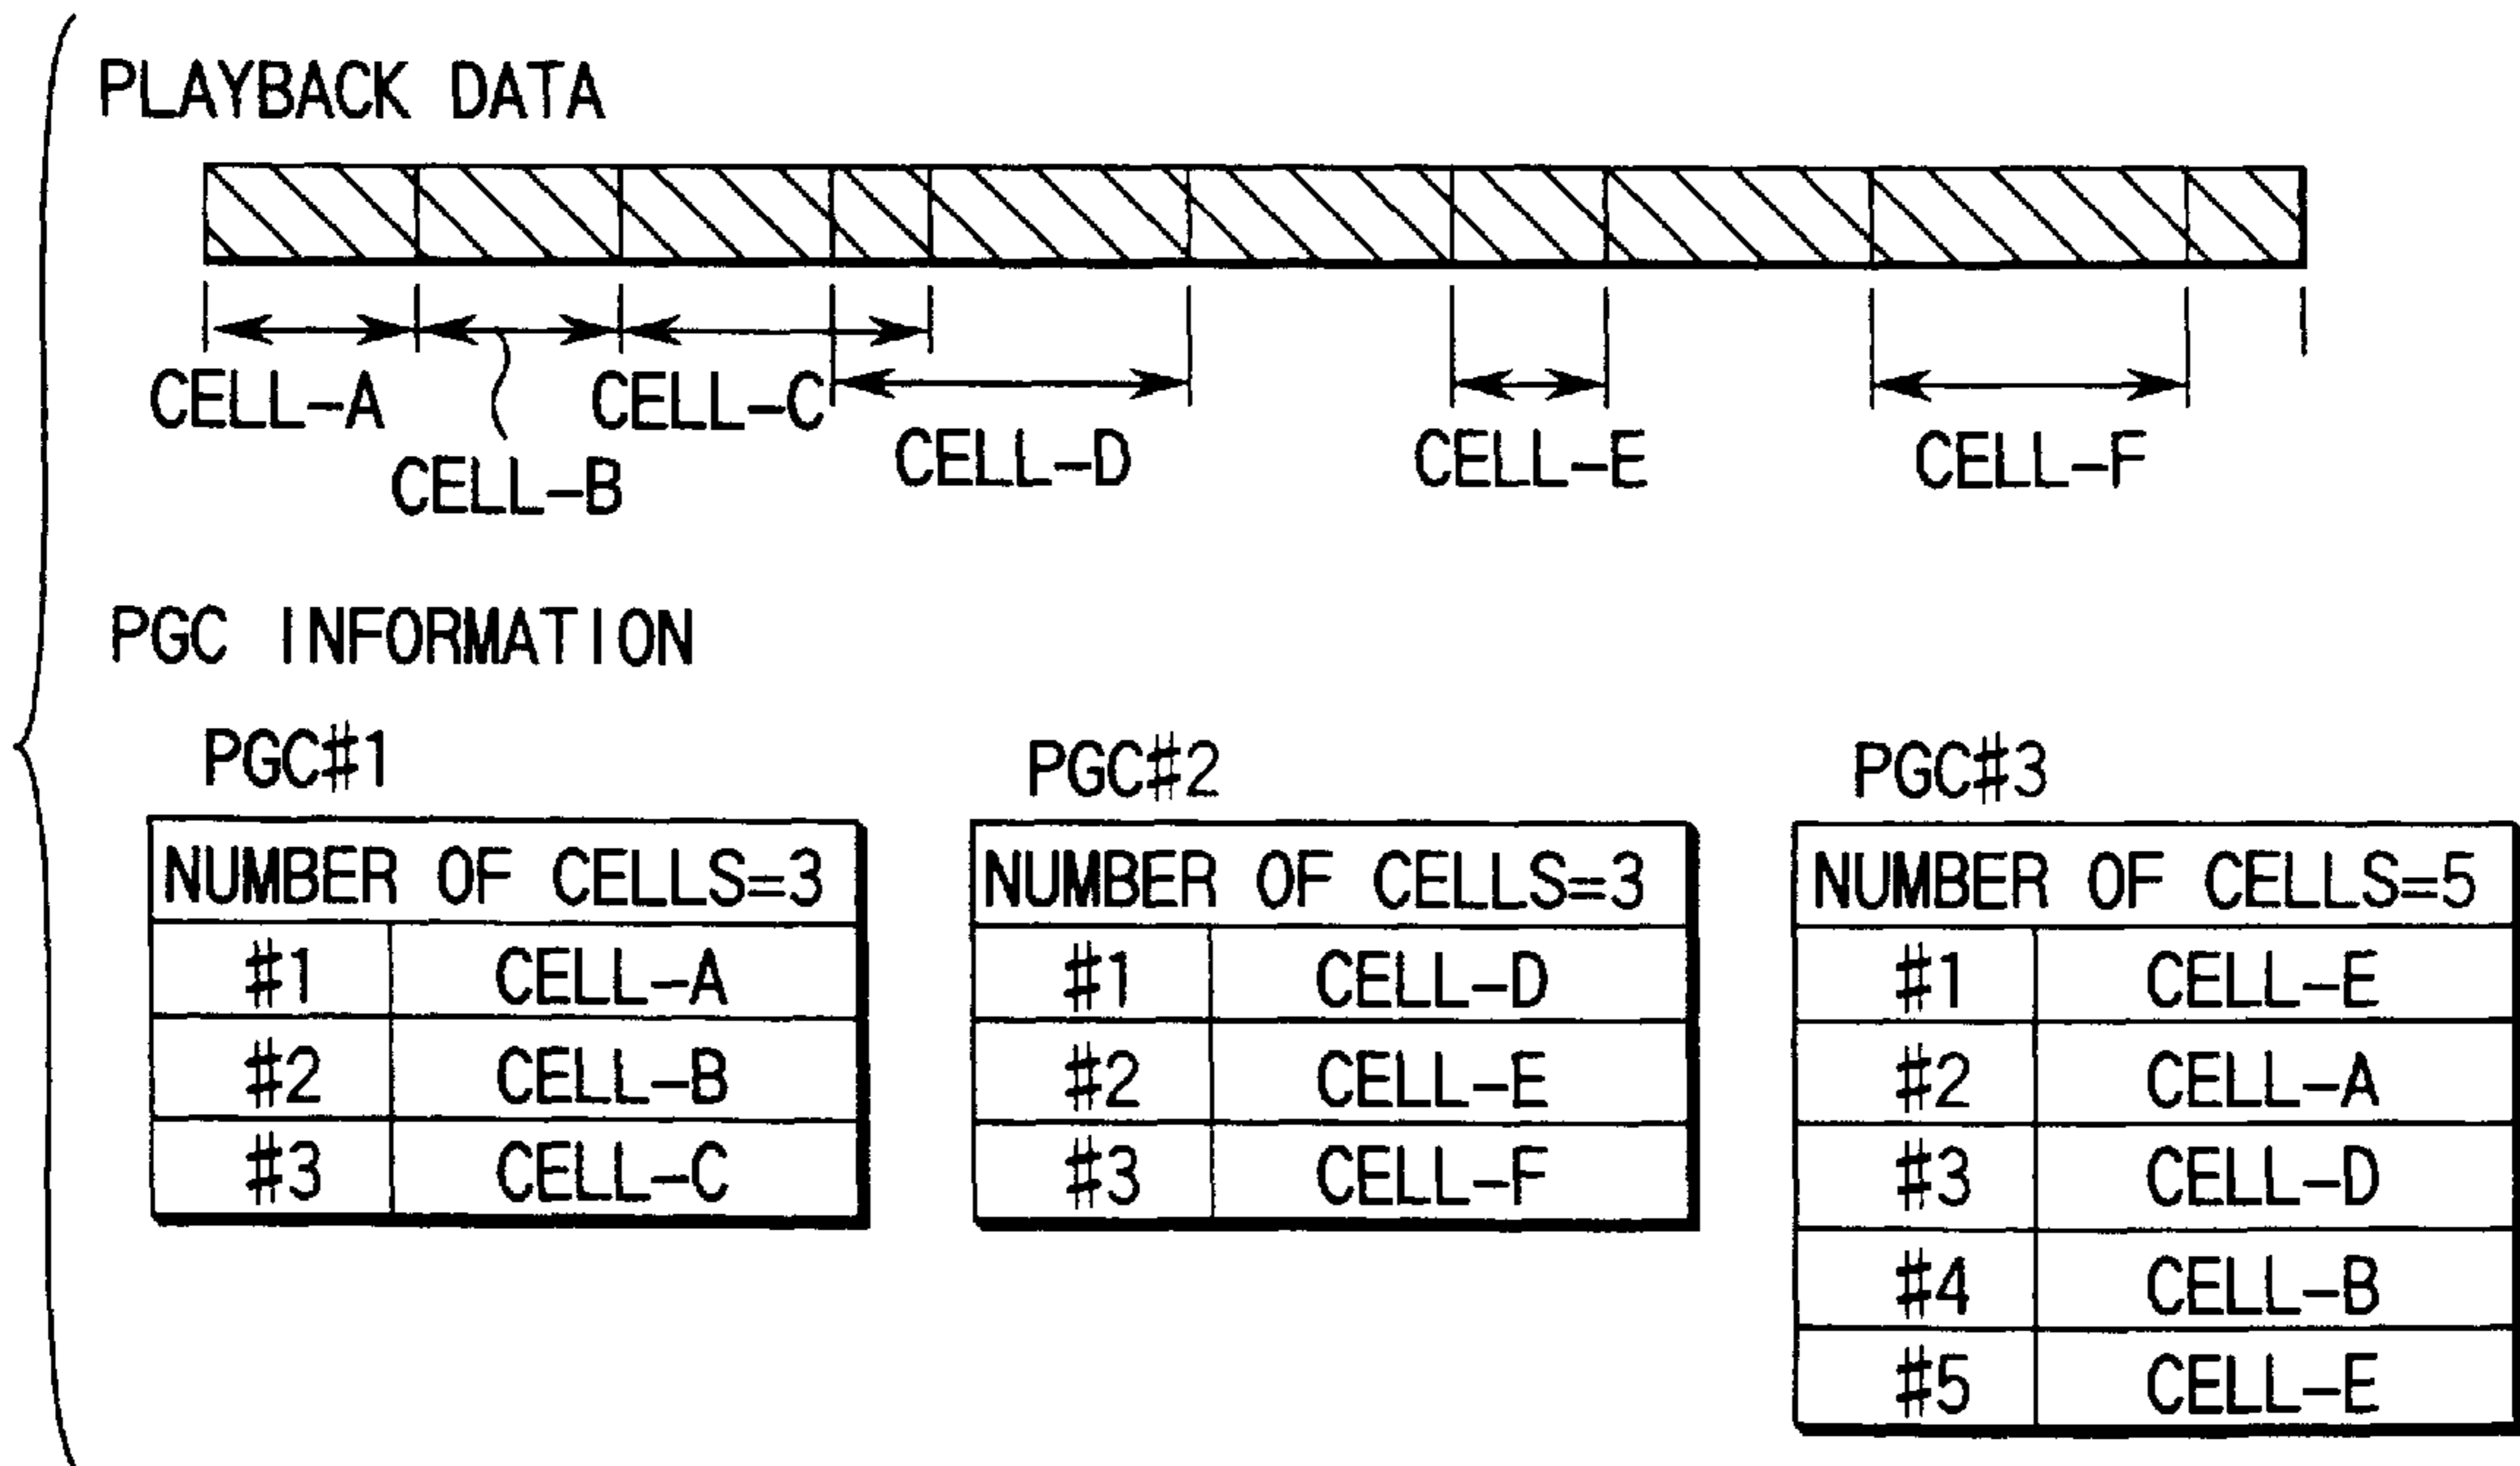 PLAYBACK DATA
CELL-A
CELL-B
CELL-C
CELL-D
CELL-E
CELL-F
PGC INFORMATION
PGC#1
NUMBER OF CELLS=3
#1 CELL-A
#2 CELL-B
#3 CELL-C
PGC#2
NUMBER OF CELLS=3
#1 CELL-D
#2 CELL-E
#3 CELL-F
PGC#3
NUMBER OF CELLS=5
#1 CELL-E
#2 CELL-A
#3 CELL-D
#4 CELL-B
#5 CELL-E